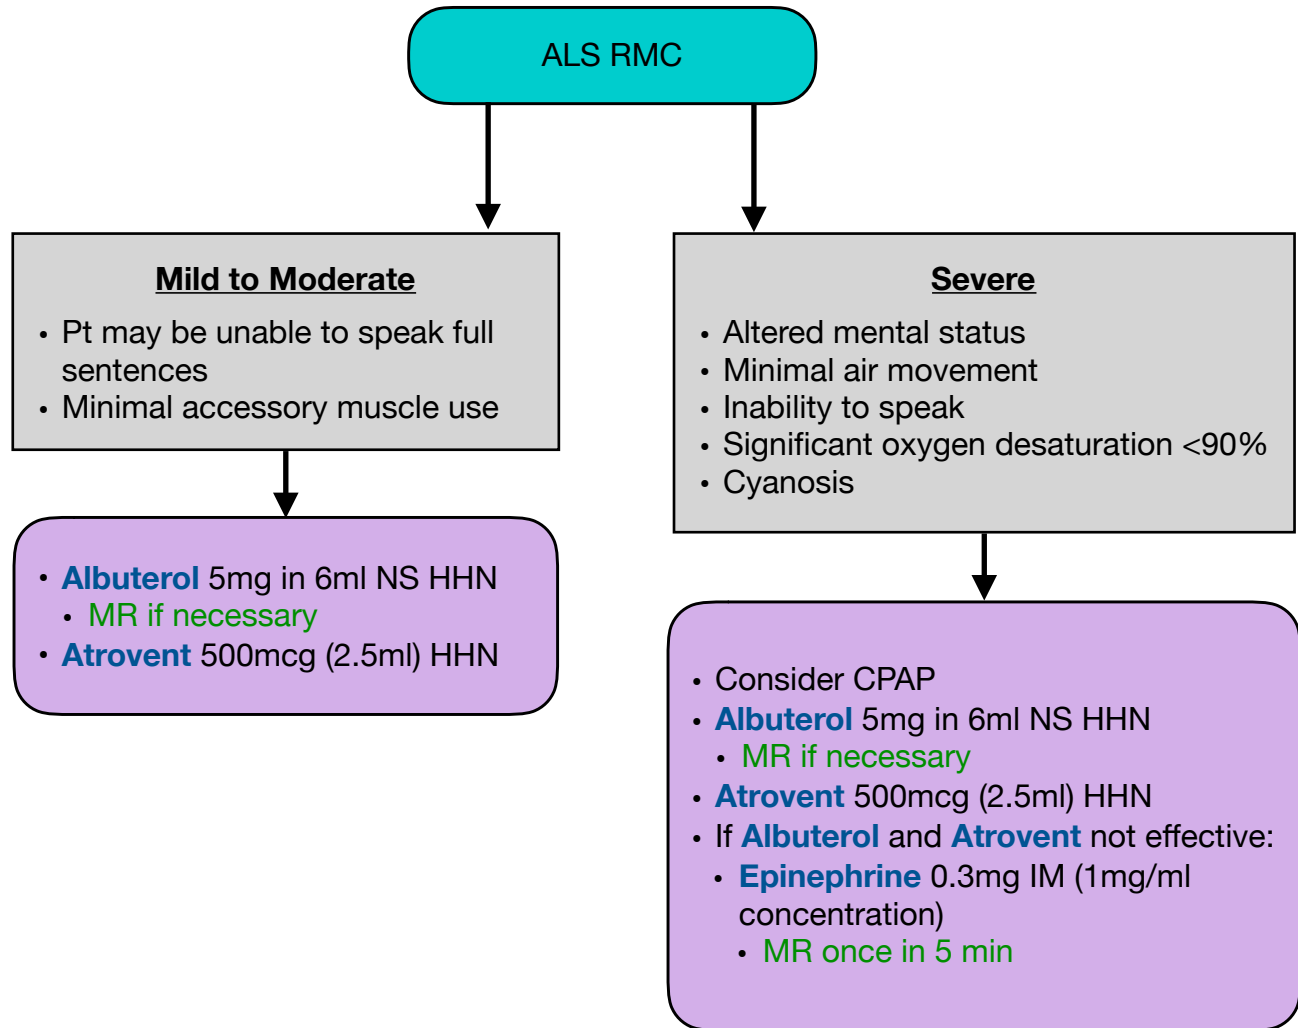 ALS RMC
Mild to Moderate
• Pt may be unable to speak full
sentences
• Minimal accessory muscle use
Severe
• Altered mental status
• Minimal air movement
• Inability to speak
• Significant oxygen desaturation <90%
• Cyanosis
• Albuterol 5mg in 6ml NS HHN
• MR if necessary
• Atrovent 500mcg (2.5ml) HHN
• Consider CPAP
• Albuterol 5mg in 6ml NS HHN
• MR if necessary
• Atrovent 500mcg (2.5ml) HHN
• If Albuterol and Atrovent not effective:
• Epinephrine 0.3mg IM (1mg/ml
concentration)
• MR once in 5 min